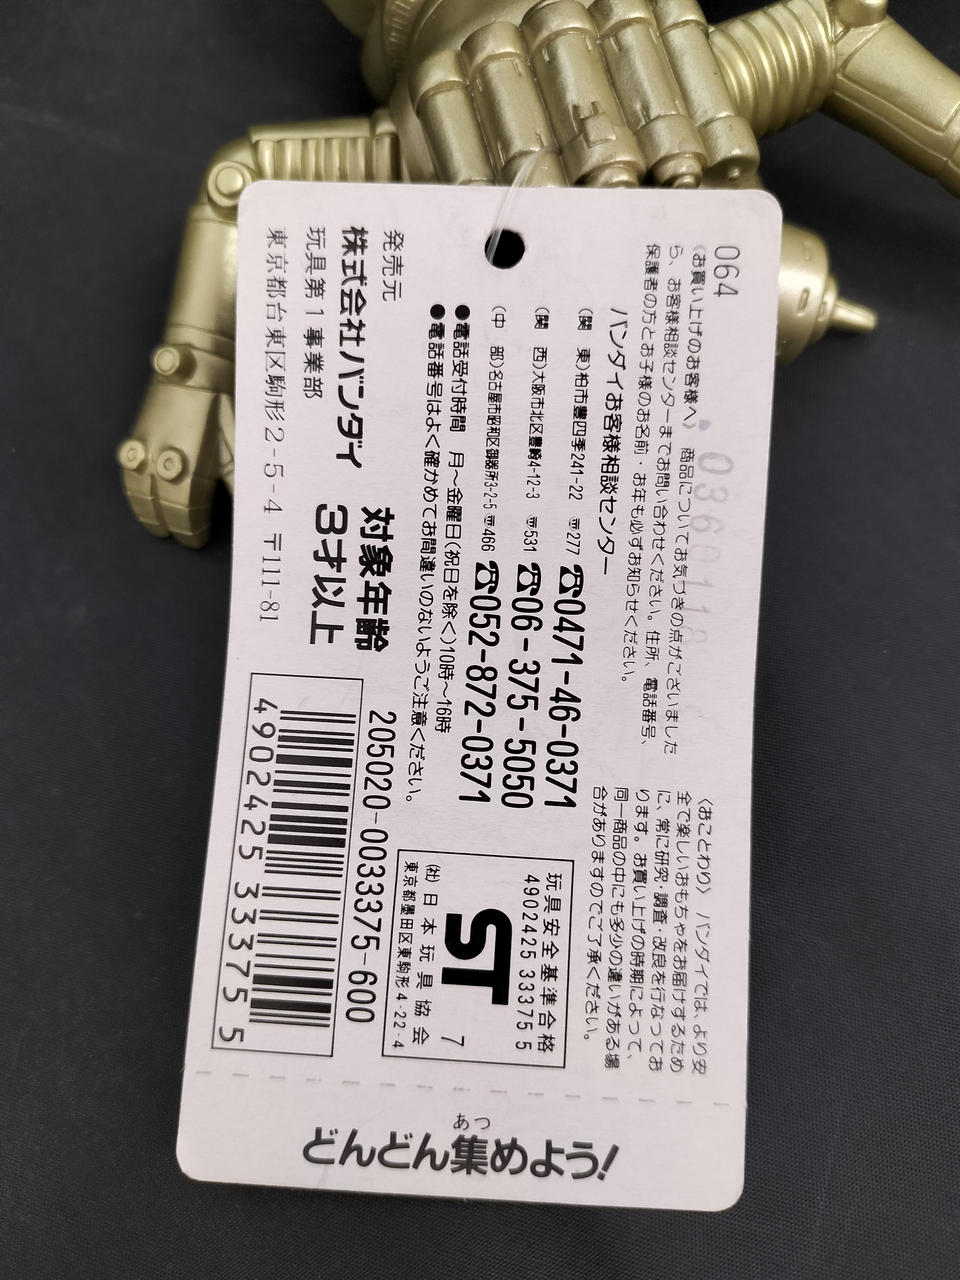 064
〈お買い上げのお客様へ〉 商品についてお気づきの点がございました
ら、お客様相談センターまでお問い合わせください。住所、電話番号、
保護者の方とお子様のお名前・お年も必ずお知らせください。
バンダイお客様相談センター
(関 東)柏市豊四季241-22 〠277 ☎0471-46-0371
(関 西)大阪市北区豊崎4-12-3 〠531 ☎06-375-5050
(中 部)名古屋市昭和区御器所3-2-5 〠466 ☎052-872-0371
●電話受付時間 月〜金曜日(祝日を除く)10時〜16時
●電話番号はよく確かめてお間違いのないようご注意ください。
発売元
株式会社バンダイ
玩具第1事業部
東京都台東区駒形2-5-4 〒111-81
対象年齢
3才以上
〈おことわり〉 バンダイでは、より安
全で楽しいおもちゃをお届けするため
に、常に研究・調査・改良を行なってお
ります。お買い上げの時期によって、
同一商品の中にも多少の違いがある場
合がありますのでご了承ください。
玩具安全基準合格
4902425 33375 5
ST 7
(社)日本玩具協会
東京都墨田区東駒形4-22-4
205020-0033375-600
4902425 333755
あつ
どんどん集めよう!